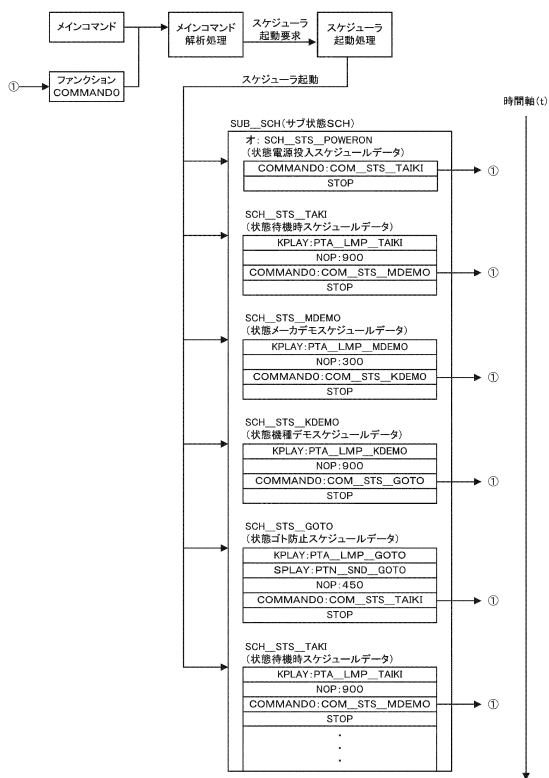 メインコマンド
メインコマンド
解析処理
スケジューラ
起動要求
スケジューラ
起動処理
①
ファンクション
COMMAND0
スケジューラ起動
時間軸(t)
SUB__SCH(サブ状態SCH)
オ: SCH__STS__POWERON
(状態電源投入スケジュールデータ)
COMMAND0:COM__STS__TAIKI
①
STOP
SCH__STS__TAKI
(状態待機時スケジュールデータ)
KPLAY:PTA__LMP__TAIKI
NOP:900
COMMAND0:COM__STS__MDEMO
①
STOP
SCH__STS__MDEMO
(状態メーカデモスケジュールデータ)
KPLAY:PTA__LMP__MDEMO
NOP:300
COMMAND0:COM__STS__KDEMO
①
STOP
SCH__STS__KDEMO
(状態機種デモスケジュールデータ)
KPLAY:PTA__LMP__KDEMO
NOP:900
COMMAND0:COM__STS__GOTO
①
STOP
SCH__STS__GOTO
(状態ゴト防止スケジュールデータ)
KPLAY:PTA__LMP__GOTO
SPLAY:PTN__SND__GOTO
NOP:450
COMMAND0:COM__STS__TAIKI
①
STOP
SCH__STS__TAKI
(状態待機時スケジュールデータ)
KPLAY:PTA__LMP__TAIKI
NOP:900
COMMAND0:COM__STS__MDEMO
①
STOP
・
・
・